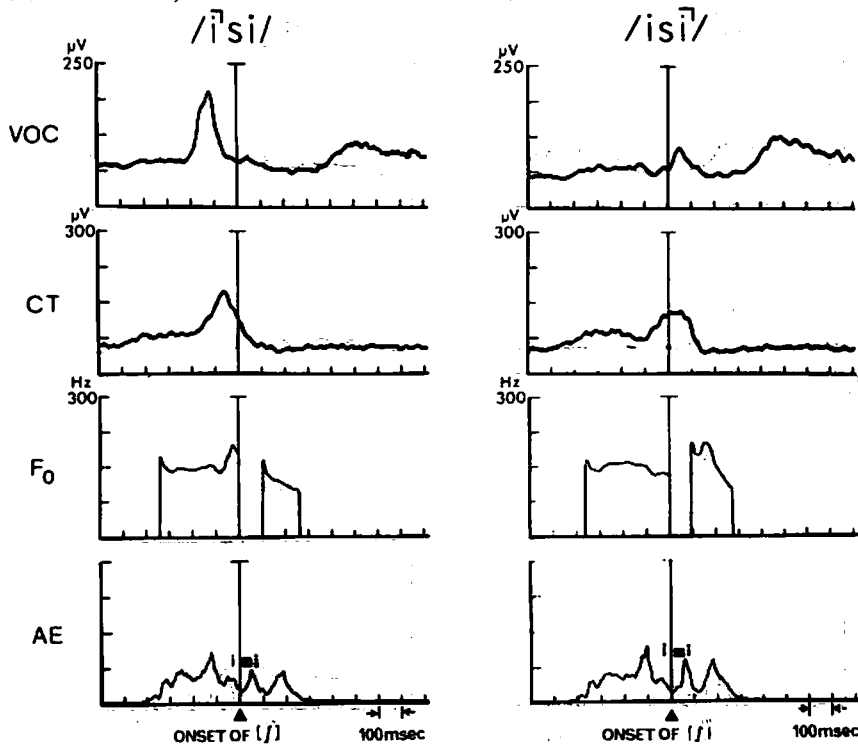 /i̅⌝si/ /isi̅⌝/
μV μV
250 250
VOC
μV μV
300 300
CT
Hz Hz
300 300
F₀
AE
i s i i s i
ONSET OF [ʃ] 100msec ONSET OF [ʃ] 100msec